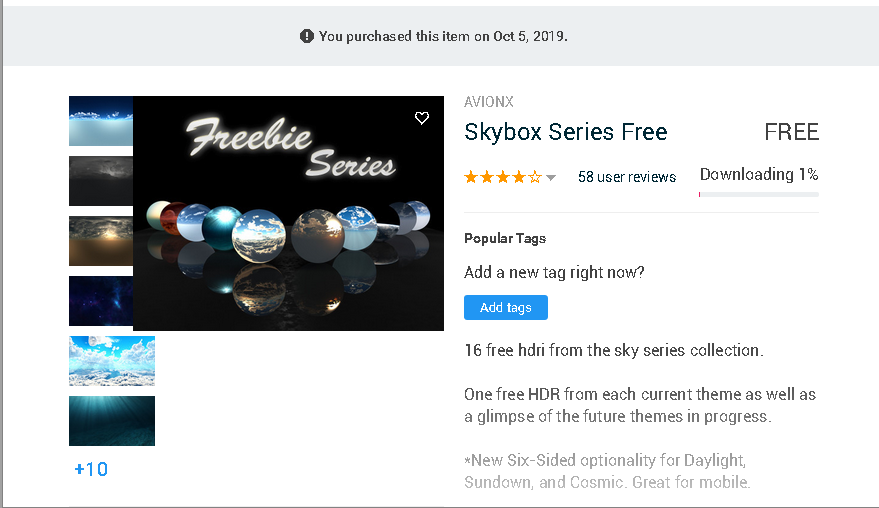 You purchased this item on Oct 5, 2019.
Freebie
Series
AVIONX
Skybox Series Free
FREE
58 user reviews
Downloading 1%
Popular Tags
Add a new tag right now?
Add tags
16 free hdri from the sky series collection.
One free HDR from each current theme as well as
a glimpse of the future themes in progress.
*New Six-Sided optionality for Daylight,
Sundown, and Cosmic. Great for mobile.
+10